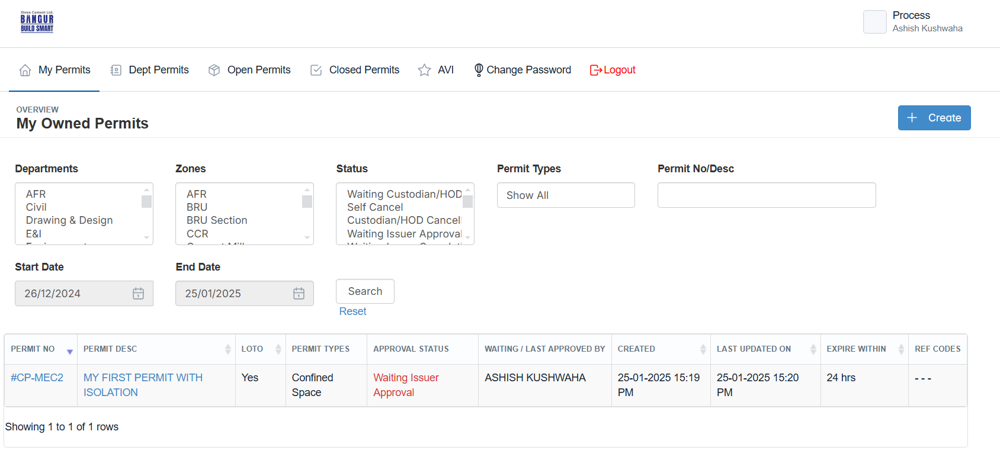 Shree Cement Ltd.
BANGUR
BUILD SMART
Process
Ashish Kushwaha
My Permits
Dept Permits
Open Permits
Closed Permits
AVI
Change Password
Logout
OVERVIEW
My Owned Permits
Create
Departments
Zones
Status
Permit Types
Permit No/Desc
AFR
Civil
Drawing & Design
E&I
AFR
BRU
BRU Section
CCR
Waiting Custodian/HOD
Self Cancel
Custodian/HOD Cancell
Waiting Issuer Approval
Show All
Start Date
End Date
26/12/2024
25/01/2025
Search
Reset
PERMIT NO
PERMIT DESC
LOTO
PERMIT TYPES
APPROVAL STATUS
WAITING / LAST APPROVED BY
CREATED
LAST UPDATED ON
EXPIRE WITHIN
REF CODES
#CP-MEC2
MY FIRST PERMIT WITH
ISOLATION
Yes
Confined
Space
Waiting Issuer
Approval
ASHISH KUSHWAHA
25-01-2025 15:19
PM
25-01-2025 15:20
PM
24 hrs
- - -
Showing 1 to 1 of 1 rows